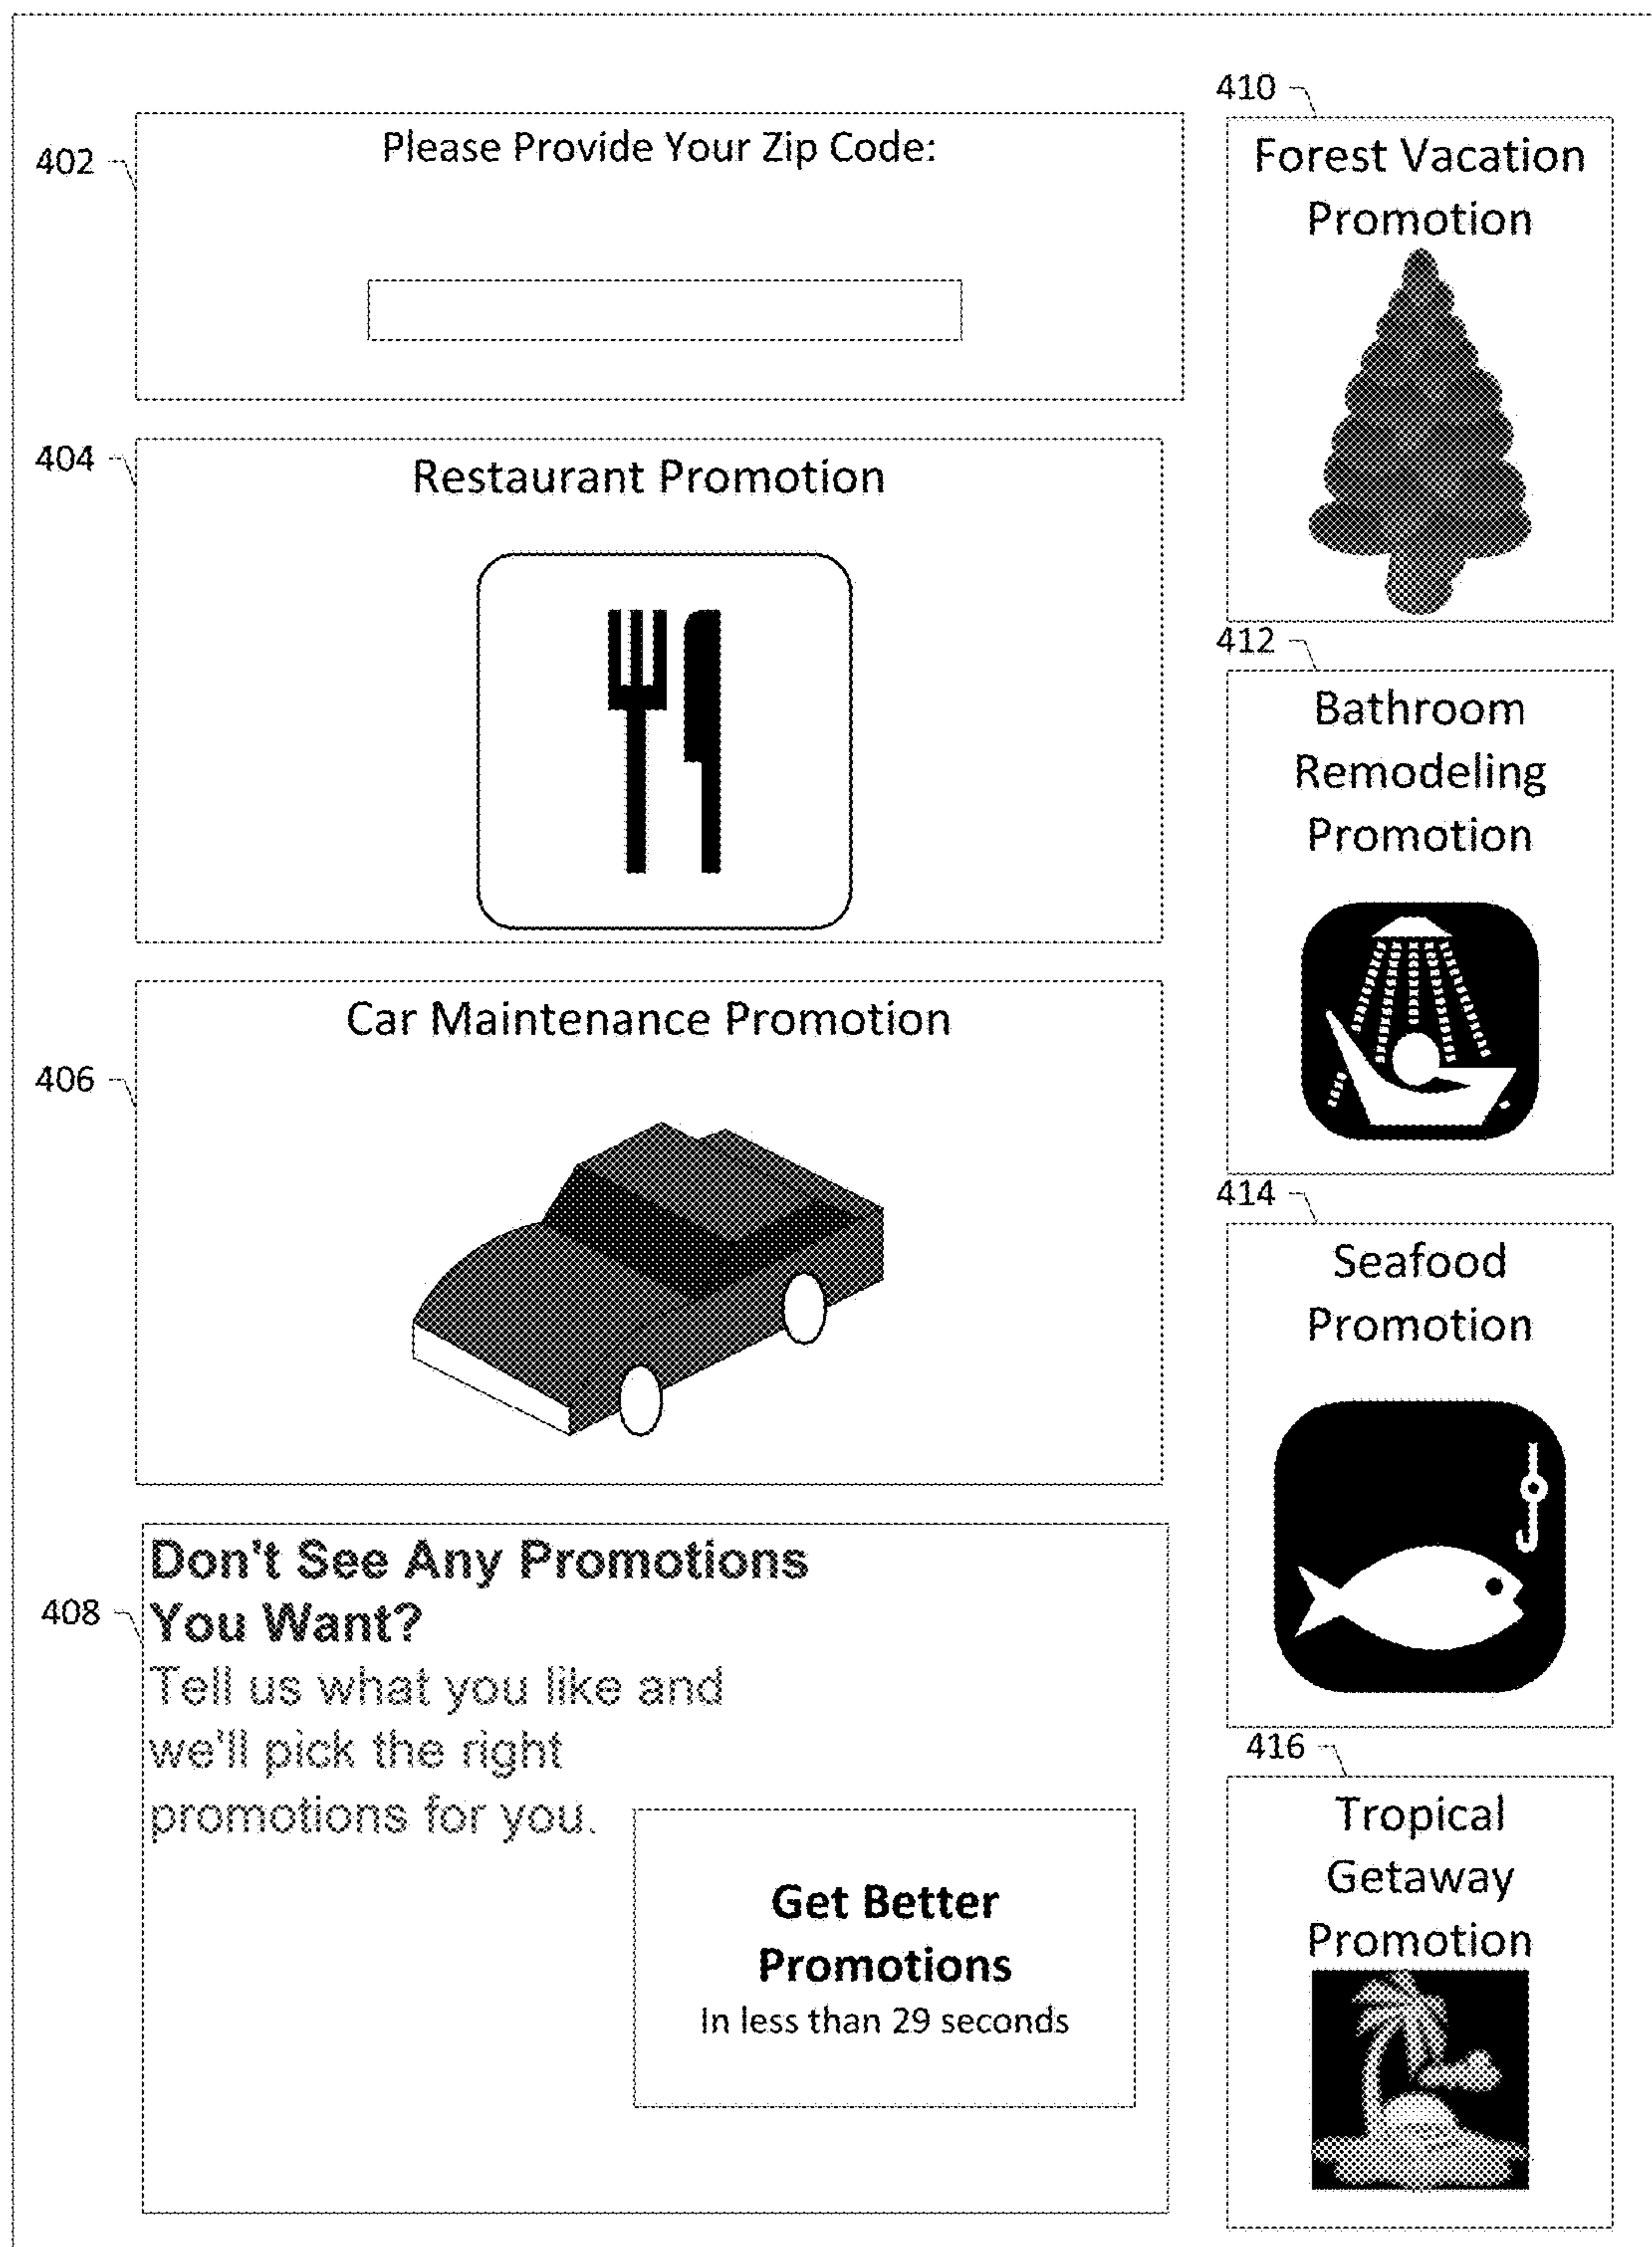 402
Please Provide Your Zip Code:
404
Restaurant Promotion
406
Car Maintenance Promotion
408
Don't See Any Promotions
You Want?
Tell us what you like and
we'll pick the right
promotions for you.
Get Better
Promotions
In less than 29 seconds
410
Forest Vacation
Promotion
412
Bathroom
Remodeling
Promotion
414
Seafood
Promotion
416
Tropical
Getaway
Promotion